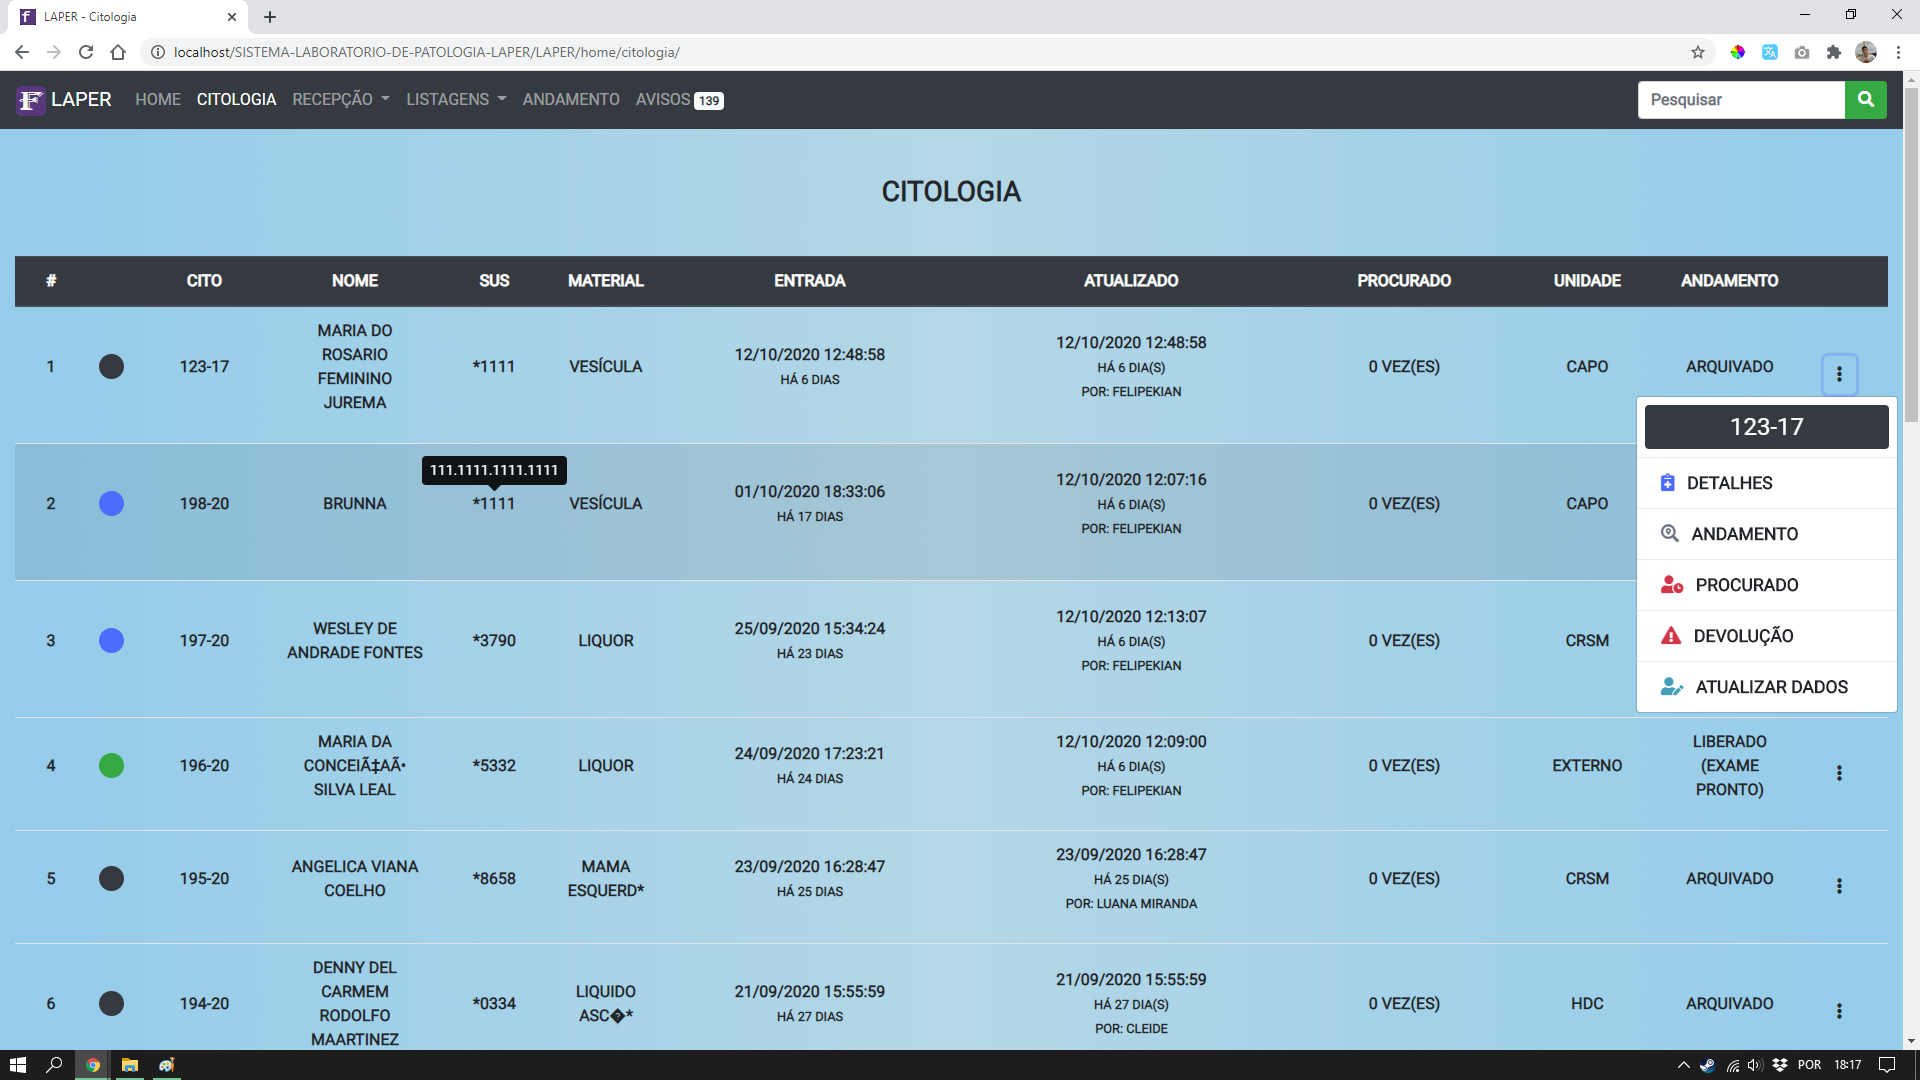 LAPER - Citologia
localhost/SISTEMA-LABORATORIO-DE-PATOLOGIA-LAPER/LAPER/home/citologia/
LAPER HOME CITOLOGIA RECEPÇÃO LISTAGENS ANDAMENTO AVISOS 139 Pesquisar
CITOLOGIA
# CITO NOME SUS MATERIAL ENTRADA ATUALIZADO PROCURADO UNIDADE ANDAMENTO
1 123-17 MARIA DO ROSARIO FEMININO JUREMA *1111 VESÍCULA 12/10/2020 12:48:58 HÁ 6 DIAS 12/10/2020 12:48:58 HÁ 6 DIA(S) POR: FELIPEKIAN 0 VEZ(ES) CAPO ARQUIVADO
123-17
DETALHES
ANDAMENTO
PROCURADO
DEVOLUÇÃO
ATUALIZAR DADOS
111.1111.1111.1111
2 198-20 BRUNNA *1111 VESÍCULA 01/10/2020 18:33:06 HÁ 17 DIAS 12/10/2020 12:07:16 HÁ 6 DIA(S) POR: FELIPEKIAN 0 VEZ(ES) CAPO
3 197-20 WESLEY DE ANDRADE FONTES *3790 LIQUOR 25/09/2020 15:34:24 HÁ 23 DIAS 12/10/2020 12:13:07 HÁ 6 DIA(S) POR: FELIPEKIAN 0 VEZ(ES) CRSM
4 196-20 MARIA DA CONCEIÃ‡AÃ• SILVA LEAL *5332 LIQUOR 24/09/2020 17:23:21 HÁ 24 DIAS 12/10/2020 12:09:00 HÁ 6 DIA(S) POR: FELIPEKIAN 0 VEZ(ES) EXTERNO LIBERADO (EXAME PRONTO)
5 195-20 ANGELICA VIANA COELHO *8658 MAMA ESQUERD* 23/09/2020 16:28:47 HÁ 25 DIAS 23/09/2020 16:28:47 HÁ 25 DIA(S) POR: LUANA MIRANDA 0 VEZ(ES) CRSM ARQUIVADO
6 194-20 DENNY DEL CARMEM RODOLFO MAARTINEZ *0334 LIQUIDO ASC�* 21/09/2020 15:55:59 HÁ 27 DIAS 21/09/2020 15:55:59 HÁ 27 DIA(S) POR: CLEIDE 0 VEZ(ES) HDC ARQUIVADO
POR 18:17